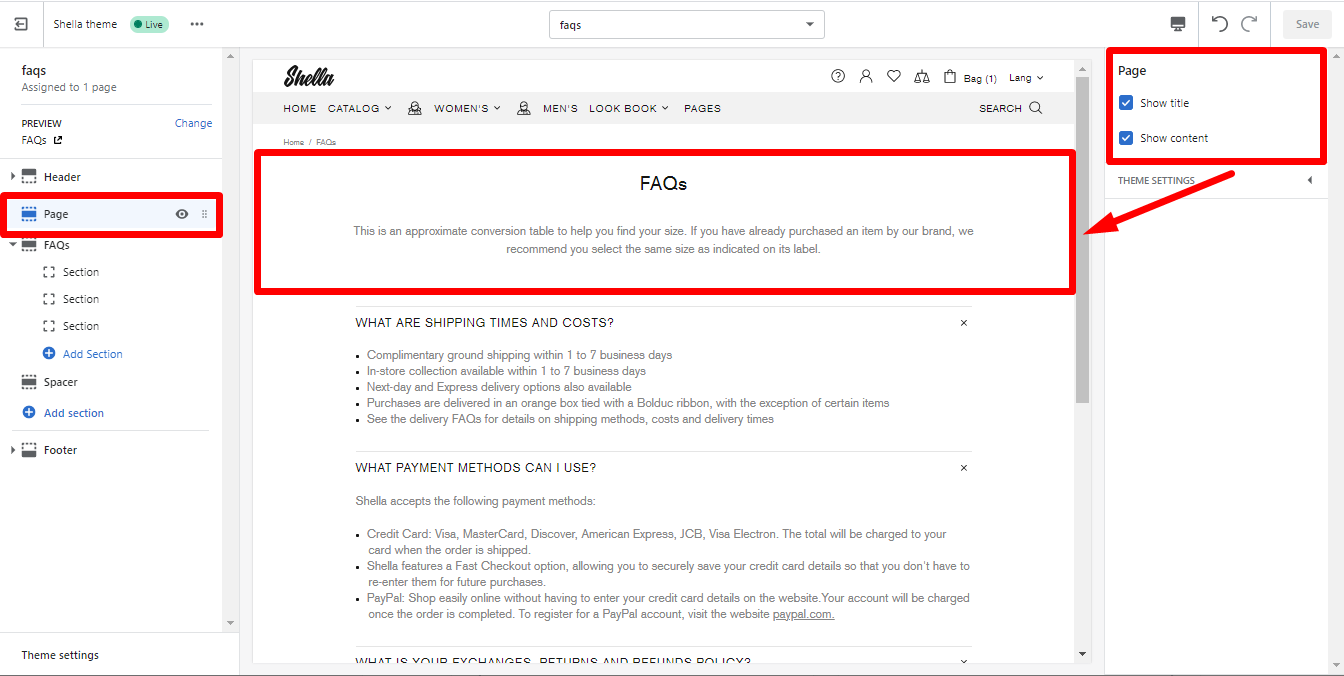 Shella theme
Live
faqs
Save
faqs
Assigned to 1 page
PREVIEW
Change
FAQs
Header
Page
FAQs
Section
Section
Section
Add Section
Spacer
Add section
Footer
Theme settings
Shella
Bag (1)
Lang
HOME
CATALOG
WOMEN'S
MEN'S
LOOK BOOK
PAGES
SEARCH
Home / FAQs
FAQs
This is an approximate conversion table to help you find your size. If you have already purchased an item by our brand, we
recommend you select the same size as indicated on its label.
WHAT ARE SHIPPING TIMES AND COSTS?
Complimentary ground shipping within 1 to 7 business days
In-store collection available within 1 to 7 business days
Next-day and Express delivery options also available
Purchases are delivered in an orange box tied with a Bolduc ribbon, with the exception of certain items
See the delivery FAQs for details on shipping methods, costs and delivery times
WHAT PAYMENT METHODS CAN I USE?
Shella accepts the following payment methods:
Credit Card: Visa, MasterCard, Discover, American Express, JCB, Visa Electron. The total will be charged to your
card when the order is shipped.
Shella features a Fast Checkout option, allowing you to securely save your credit card details so that you don't have to
re-enter them for future purchases.
PayPal: Shop easily online without having to enter your credit card details on the website.Your account will be charged
once the order is completed. To register for a PayPal account, visit the website paypal.com.
WHAT IS YOUR EXCHANGES, RETURNS AND REFUNDS POLICY?
Page
Show title
Show content
THEME SETTINGS